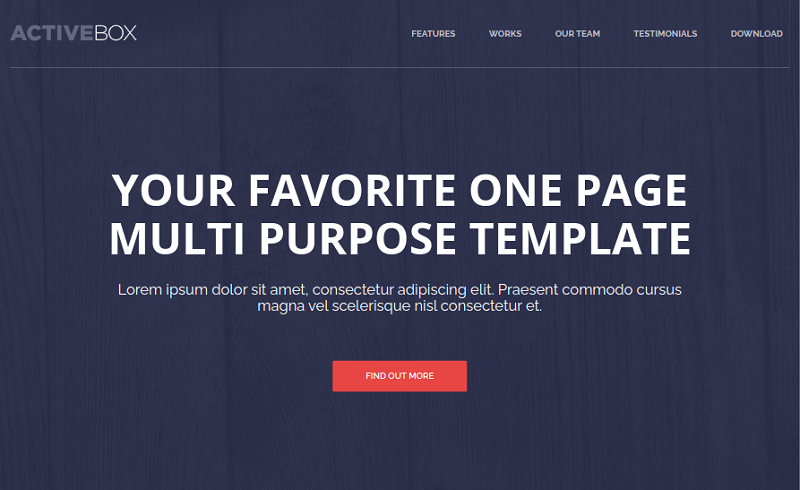 ACTIVEBOX
FEATURES WORKS OUR TEAM TESTIMONIALS DOWNLOAD
YOUR FAVORITE ONE PAGE
MULTI PURPOSE TEMPLATE
Lorem ipsum dolor sit amet, consectetur adipiscing elit. Praesent commodo cursus
magna vel scelerisque nisl consectetur et.
FIND OUT MORE